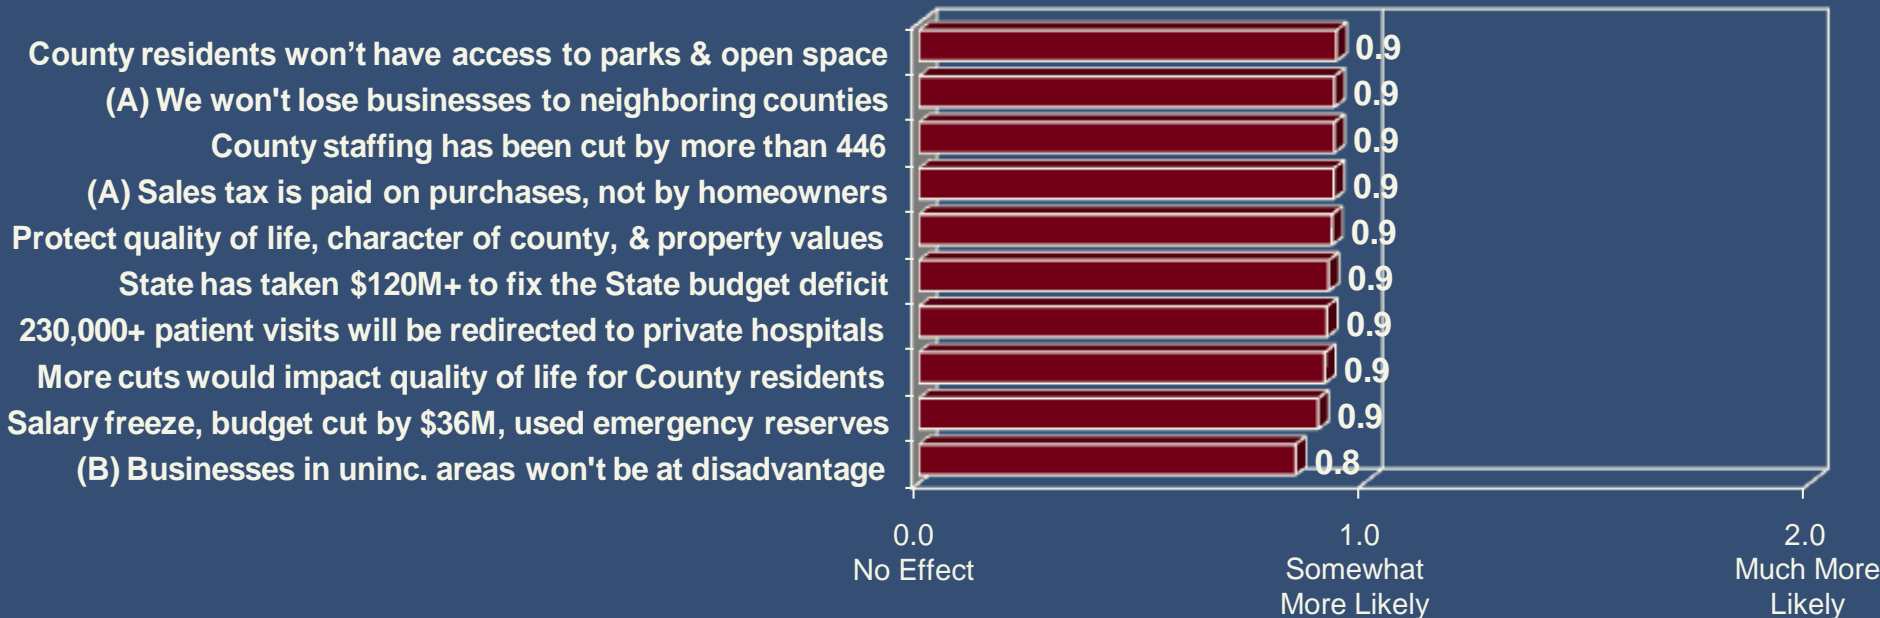 County residents won’t have access to parks & open space 0.9
(A) We won't lose businesses to neighboring counties 0.9
County staffing has been cut by more than 446 0.9
(A) Sales tax is paid on purchases, not by homeowners 0.9
Protect quality of life, character of county, & property values 0.9
State has taken $120M+ to fix the State budget deficit 0.9
230,000+ patient visits will be redirected to private hospitals 0.9
More cuts would impact quality of life for County residents 0.9
Salary freeze, budget cut by $36M, used emergency reserves 0.9
(B) Businesses in uninc. areas won't be at disadvantage 0.8
0.0 1.0 2.0
No Effect Somewhat Much More
More Likely Likely